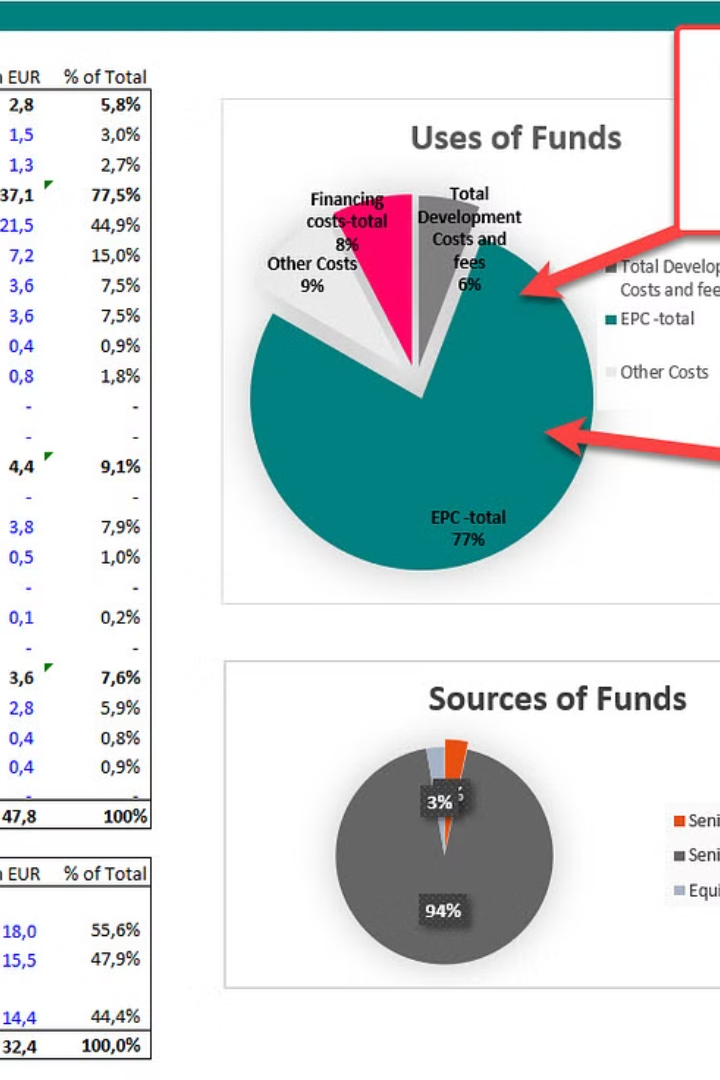 EUR % of Total
2,8 5,8%
1,5 3,0%
1,3 2,7%
37,1 77,5%
21,5 44,9%
7,2 15,0%
3,6 7,5%
3,6 7,5%
0,4 0,9%
0,8 1,8%
- -
- -
4,4 9,1%
- -
3,8 7,9%
0,5 1,0%
- -
0,1 0,2%
- -
3,6 7,6%
2,8 5,9%
0,4 0,8%
0,4 0,9%
- -
47,8 100%
EUR % of Total
18,0 55,6%
15,5 47,9%
14,4 44,4%
32,4 100,0%
Uses of Funds
Financing
costs-total
8%
Total
Development
Costs and
fees
6%
Other Costs
9%
EPC -total
77%
Total Develop
Costs and fee
EPC -total
Other Costs
Sources of Funds
3%
94%
Seni
Seni
Equi